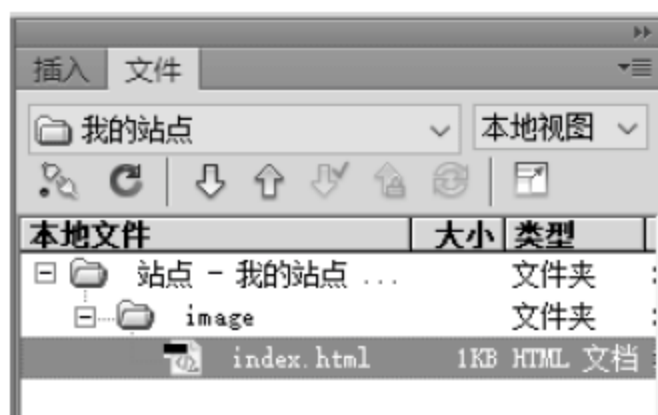 插入 文件
我的站点 本地视图
本地文件 大小 类型
站点 - 我的站点 ... 文件夹
image 文件夹
index.html 1KB HTML 文档